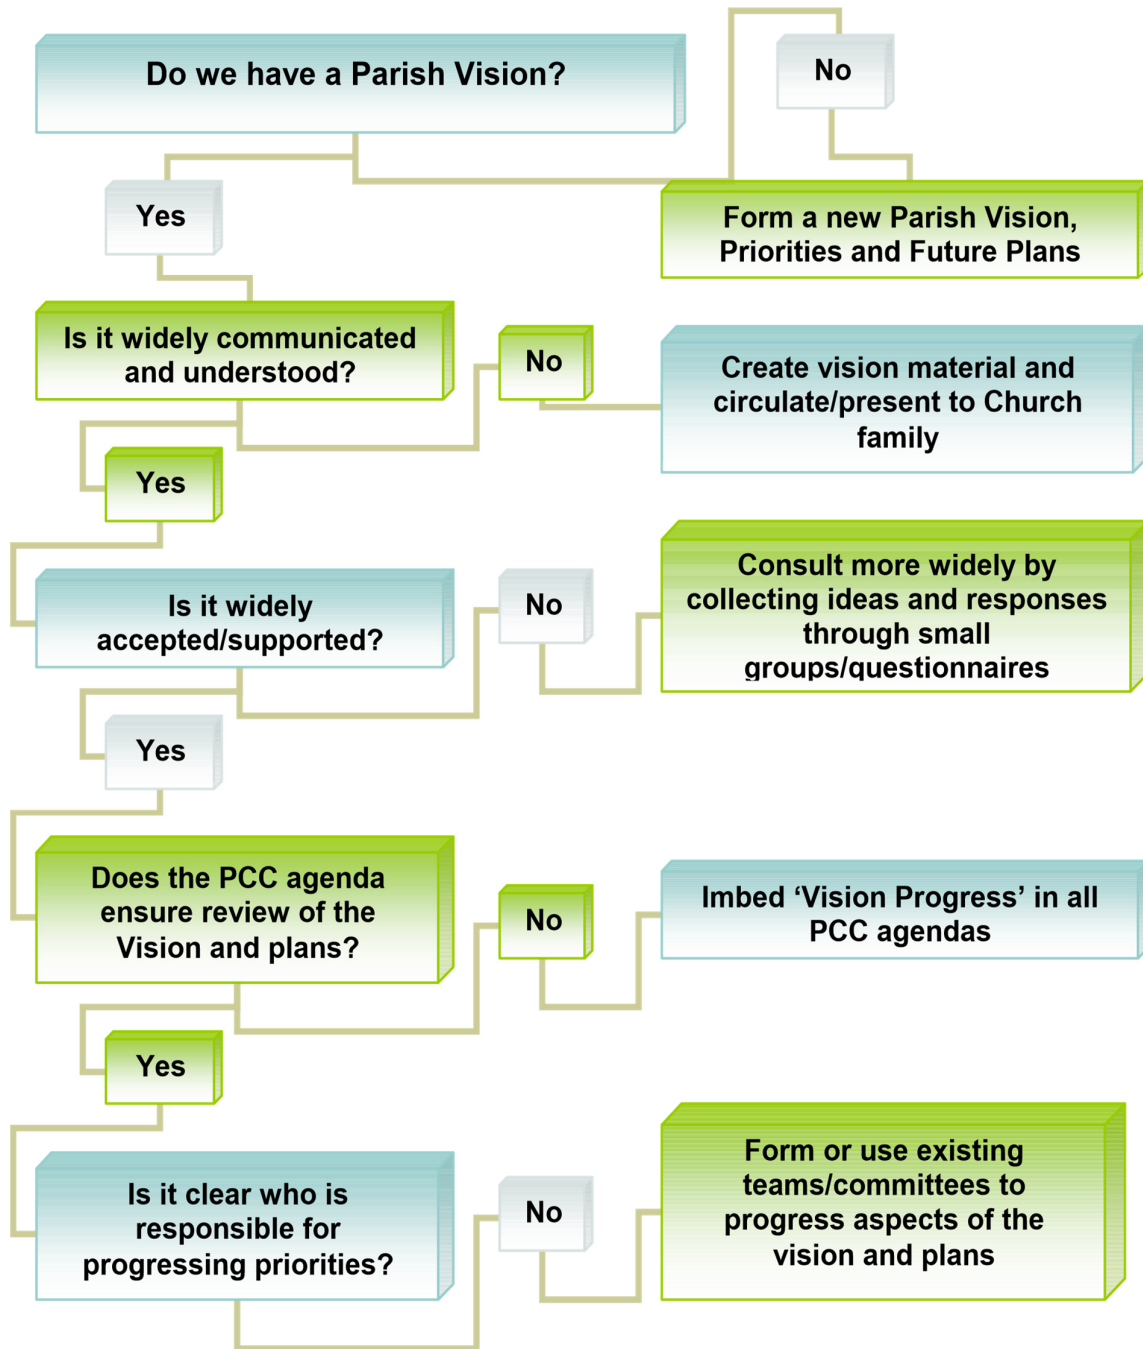 Do we have a Parish Vision?
No
Yes
Form a new Parish Vision,
Priorities and Future Plans
Is it widely communicated
and understood?
No
Create vision material and
circulate/present to Church
family
Yes
Is it widely
accepted/supported?
No
Consult more widely by
collecting ideas and responses
through small
groups/questionnaires
Yes
Does the PCC agenda
ensure review of the
Vision and plans?
No
Imbed ‘Vision Progress’ in all
PCC agendas
Yes
Is it clear who is
responsible for
progressing priorities?
No
Form or use existing
teams/committees to
progress aspects of the
vision and plans